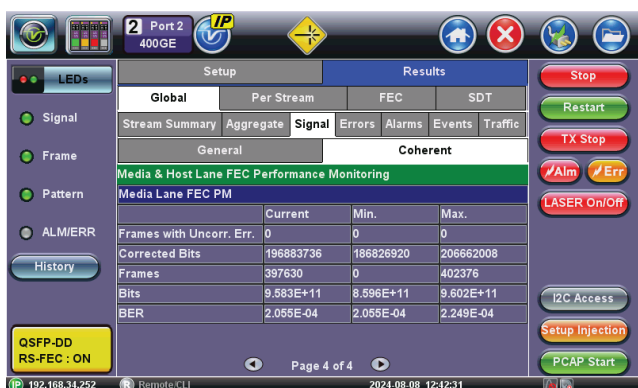 2 Port 2
400GE
IP
LEDs
Signal
Frame
Pattern
ALM/ERR
History
QSFP-DD
RS-FEC : ON
Setup Results
Global Per Stream FEC SDT
Stream Summary Aggregate Signal Errors Alarms Events Traffic
General Coherent
Media & Host Lane FEC Performance Monitoring
Media Lane FEC PM
Current Min. Max.
Frames with Uncorr. Err. 0 0 0
Corrected Bits 196883736 186826920 206662008
Frames 397630 0 402376
Bits 9.583E+11 8.596E+11 9.602E+11
BER 2.055E-04 2.055E-04 2.249E-04
Page 4 of 4
Stop
Restart
TX Stop
Alm Err
LASER On/Off
I2C Access
Setup Injection
PCAP Start
IP 192.168.34.252 R Remote/CLI 2024-08-08 12:42:31